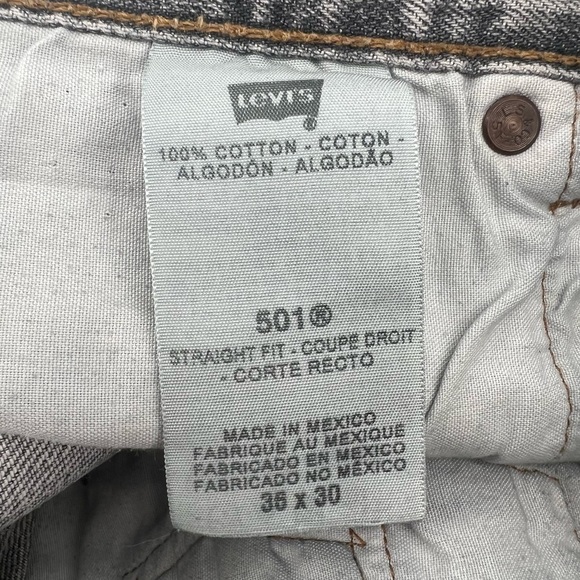 Levi's
®
100% COTTON - COTON -
ALGODÓN - ALGODÃO
501®
STRAIGHT FIT - COUPE DROIT
- CORTE RECTO
MADE IN MEXICO
FABRIQUE AU MEXIQUE
FABRICADO EN MEXICO
FABRICADO NO MÉXICO
36 x 30